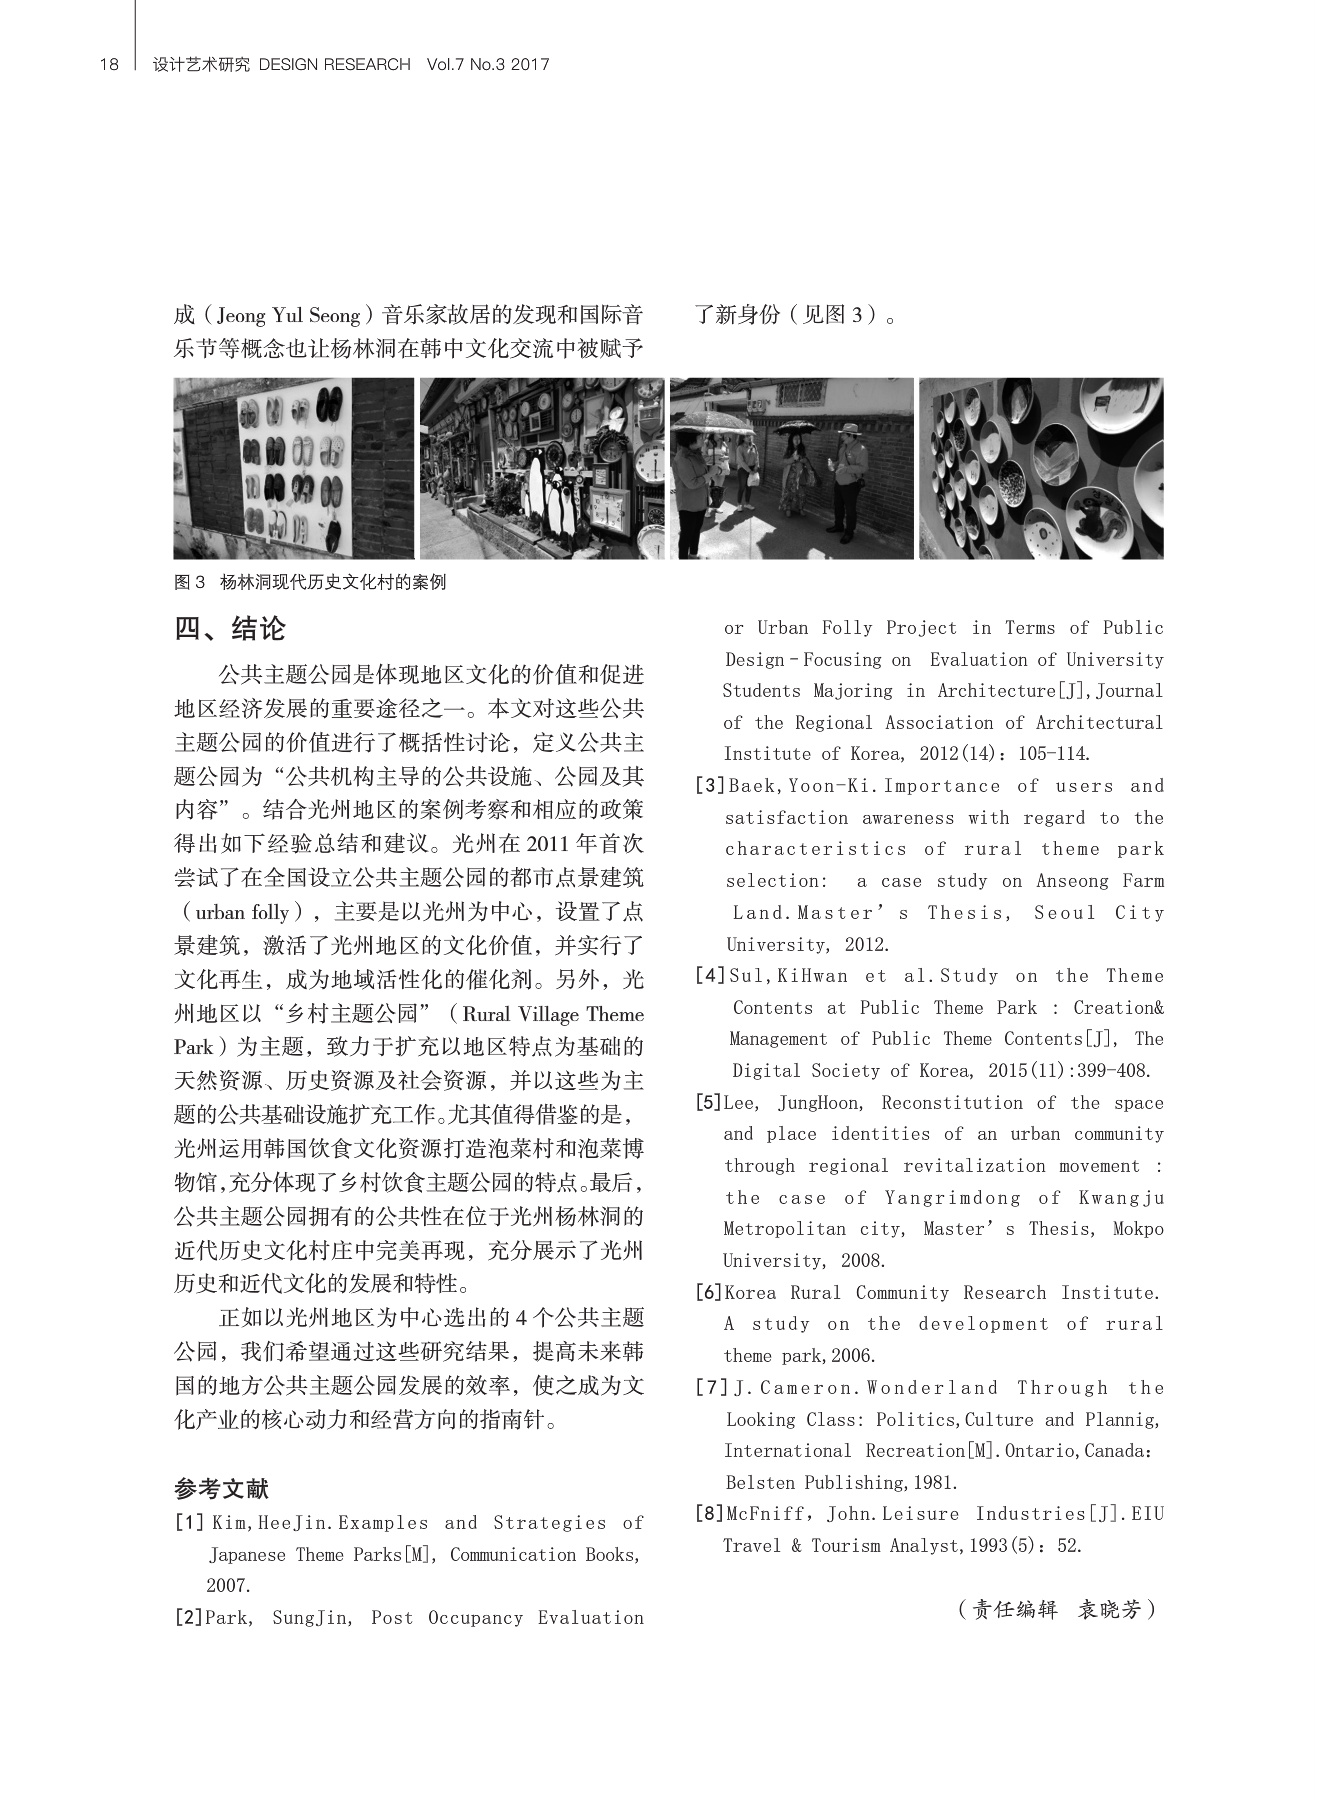 18 设计艺术研究 DESIGN RESEARCH Vol.7 No.3 2017
成（Jeong Yul Seong）音乐家故居的发现和国际音
乐节等概念也让杨林洞在韩中文化交流中被赋予
了新身份（见图 3）。
图 3 杨林洞现代历史文化村的案例
四、结论
公共主题公园是体现地区文化的价值和促进
地区经济发展的重要途径之一。本文对这些公共
主题公园的价值进行了概括性讨论，定义公共主
题公园为“公共机构主导的公共设施、公园及其
内容”。结合光州地区的案例考察和相应的政策
得出如下经验总结和建议。光州在 2011 年首次
尝试了在全国设立公共主题公园的都市点景建筑
（urban folly），主要是以光州为中心，设置了点
景建筑，激活了光州地区的文化价值，并实行了
文化再生，成为地域活性化的催化剂。另外，光
州地区以“乡村主题公园”（Rural Village Theme
Park）为主题，致力于扩充以地区特点为基础的
天然资源、历史资源及社会资源，并以这些为主
题的公共基础设施扩充工作。尤其值得借鉴的是，
光州运用韩国饮食文化资源打造泡菜村和泡菜博
物馆，充分体现了乡村饮食主题公园的特点。最后，
公共主题公园拥有的公共性在位于光州杨林洞的
近代历史文化村庄中完美再现，充分展示了光州
历史和近代文化的发展和特性。
正如以光州地区为中心选出的 4 个公共主题
公园，我们希望通过这些研究结果，提高未来韩
国的地方公共主题公园发展的效率，使之成为文
化产业的核心动力和经营方向的指南针。
参考文献
[1] Kim,HeeJin.Examples and Strategies of
Japanese Theme Parks[M], Communication Books,
2007.
[2]Park, SungJin, Post Occupancy Evaluation
or Urban Folly Project in Terms of Public
Design－Focusing on Evaluation of University
Students Majoring in Architecture[J],Journal
of the Regional Association of Architectural
Institute of Korea, 2012(14)：105-114.
[3]Baek,Yoon-Ki.Importance of users and
satisfaction awareness with regard to the
characteristics of rural theme park
selection: a case study on Anseong Farm
Land.Master’s Thesis, Seoul City
University, 2012.
[4]Sul,KiHwan et al.Study on the Theme
Contents at Public Theme Park : Creation&
Management of Public Theme Contents[J], The
Digital Society of Korea, 2015(11):399-408.
[5]Lee, JungHoon, Reconstitution of the space
and place identities of an urban community
through regional revitalization movement :
the case of Yangrimdong of Kwangju
Metropolitan city, Master’s Thesis, Mokpo
University, 2008.
[6]Korea Rural Community Research Institute.
A study on the development of rural
theme park,2006.
[7]J.Cameron.Wonderland Through the
Looking Class: Politics,Culture and Plannig,
International Recreation[M].Ontario,Canada：
Belsten Publishing,1981.
[8]McFniff，John.Leisure Industries[J].EIU
Travel & Tourism Analyst,1993(5)：52.
（责任编辑 袁晓芳）